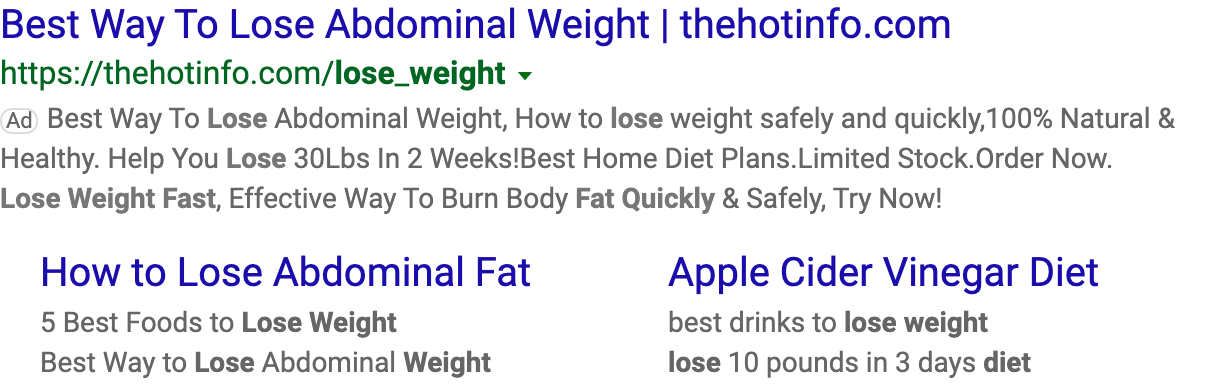 Best Way To Lose Abdominal Weight | thehotinfo.com
https://thehotinfo.com/lose_weight
Ad Best Way To Lose Abdominal Weight, How to lose weight safely and quickly,100% Natural &
Healthy. Help You Lose 30Lbs In 2 Weeks!Best Home Diet Plans.Limited Stock.Order Now.
Lose Weight Fast, Effective Way To Burn Body Fat Quickly & Safely, Try Now!
How to Lose Abdominal Fat
5 Best Foods to Lose Weight
Best Way to Lose Abdominal Weight
Apple Cider Vinegar Diet
best drinks to lose weight
lose 10 pounds in 3 days diet